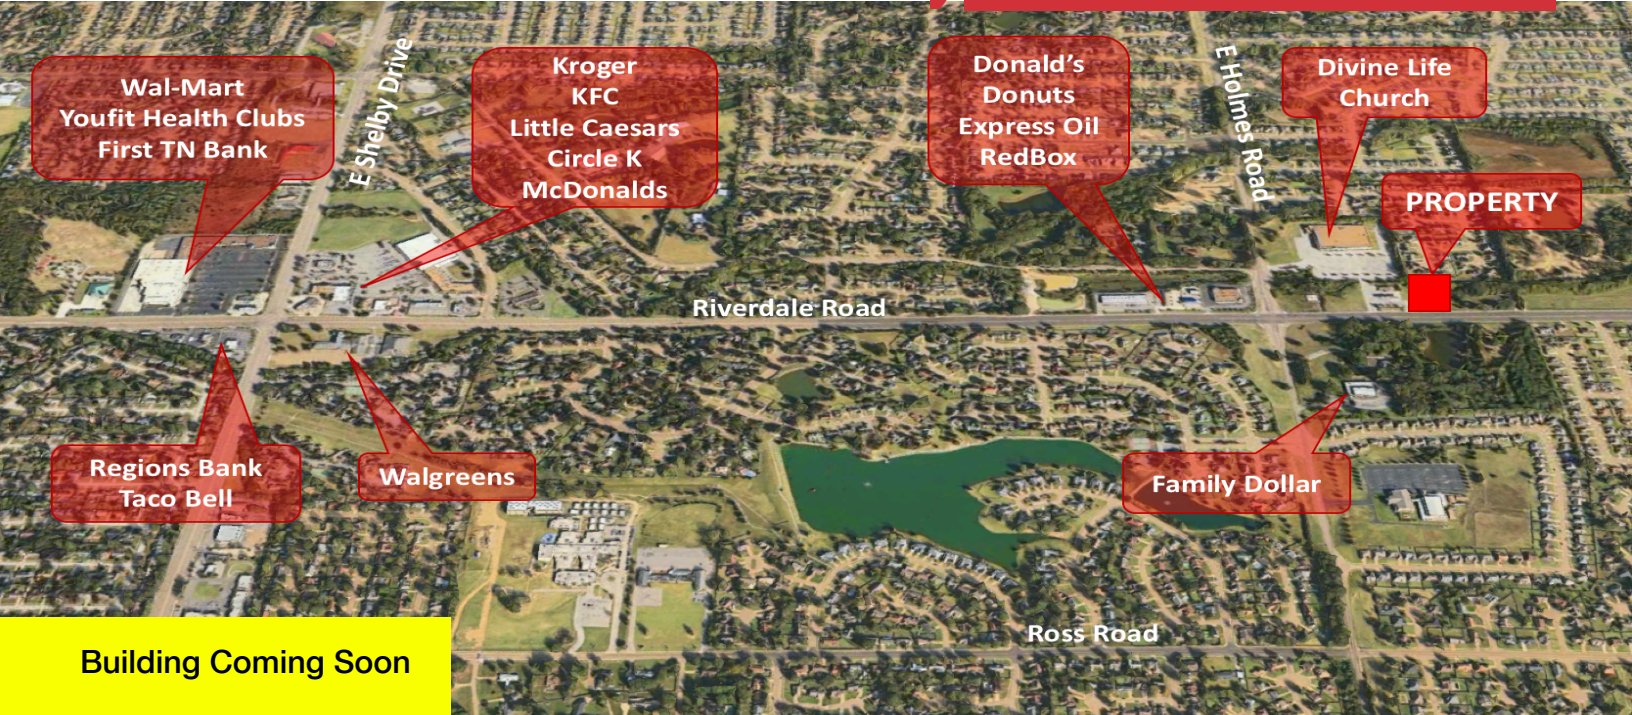 Wal-Mart
Youfit Health Clubs
First TN Bank
E Shelby Drive
Kroger
KFC
Little Caesars
Circle K
McDonalds
Donald’s
Donuts
Express Oil
RedBox
E Holmes Road
Divine Life
Church
PROPERTY
Riverdale Road
Regions Bank
Taco Bell
Walgreens
Family Dollar
Ross Road
Building Coming Soon